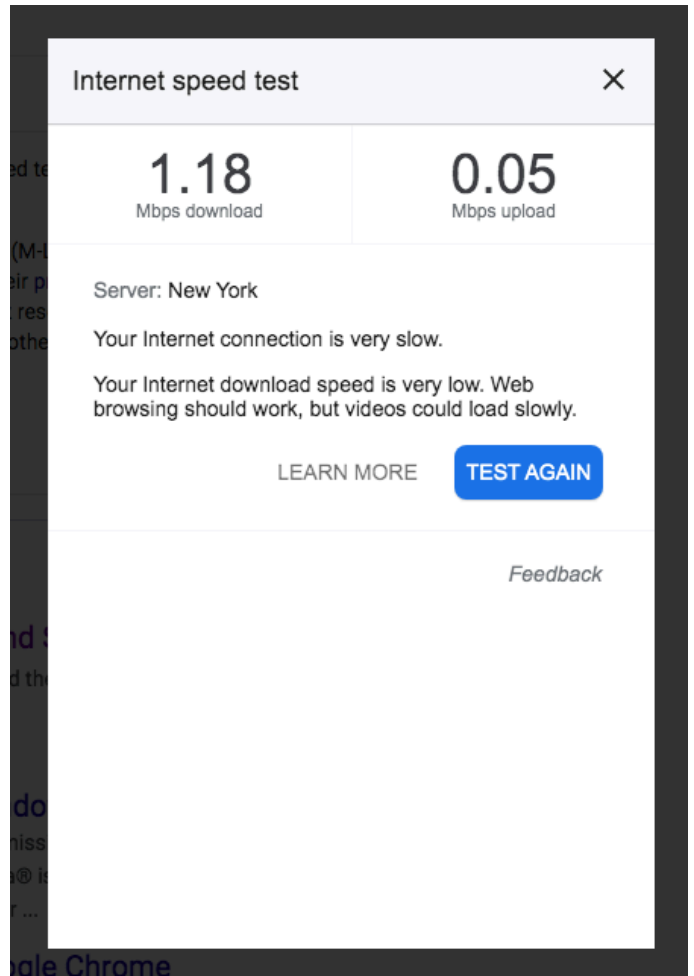 Internet speed test
1.18
Mbps download
0.05
Mbps upload
(M-L
Server: New York
Your Internet connection is very slow.
Your Internet download speed is very low. Web
browsing should work, but videos could load slowly.
LEARN MORE
TEST AGAIN
Feedback
Chrome